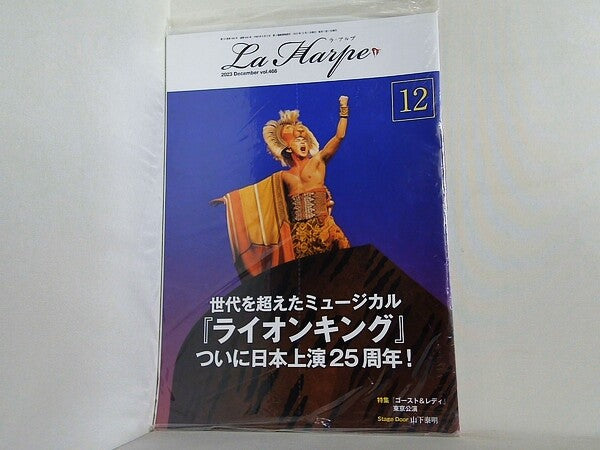 ラ・アルプ
La Harpe
2023 December vol.466
12
世代を超えたミュージカル
『ライオンキング』
ついに日本上演25周年!
特集 『ゴースト&レディ』
東京公演
Stage Door 山下泰明